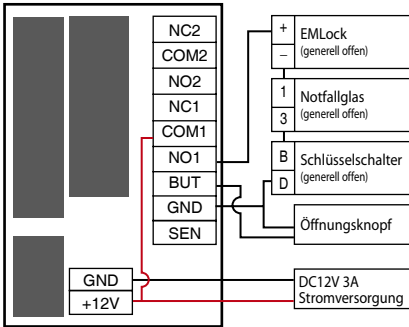 NC2
COM2
NO2
NC1
COM1
NO1
BUT
GND
SEN
GND
+12V
+
–
EMLock
(generell offen)
1
3
Notfallglas
(generell offen)
B
D
Schlüsselschalter
(generell offen)
Öffnungsknopf
DC12V 3A
Stromversorgung